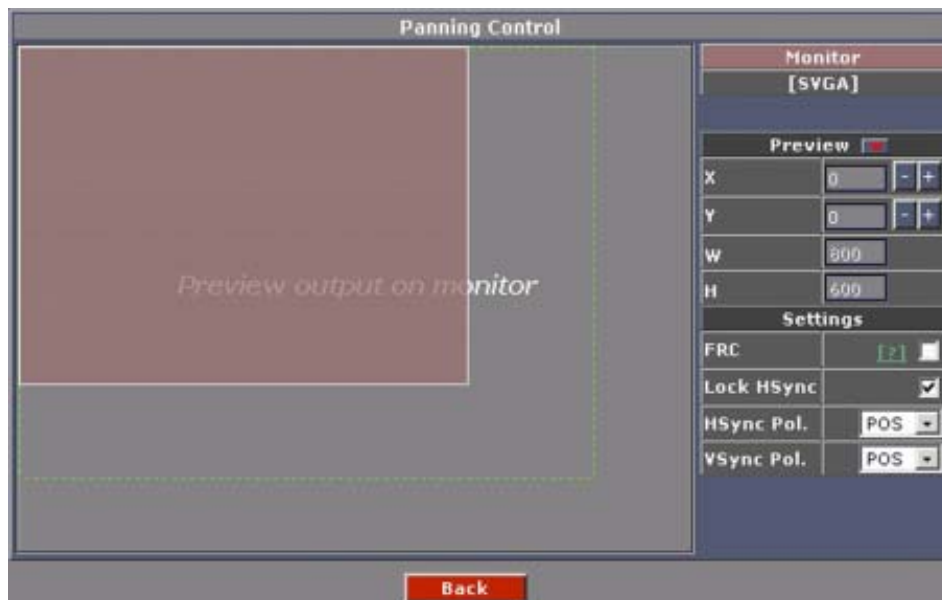 Panning Control
Preview output on monitor
Monitor
[SVGA]
Preview
X 0 - +
Y 0 - +
W 800
H 600
Settings
FRC [?]
Lock HSync
HSync Pol. POS
VSync Pol. POS
Back